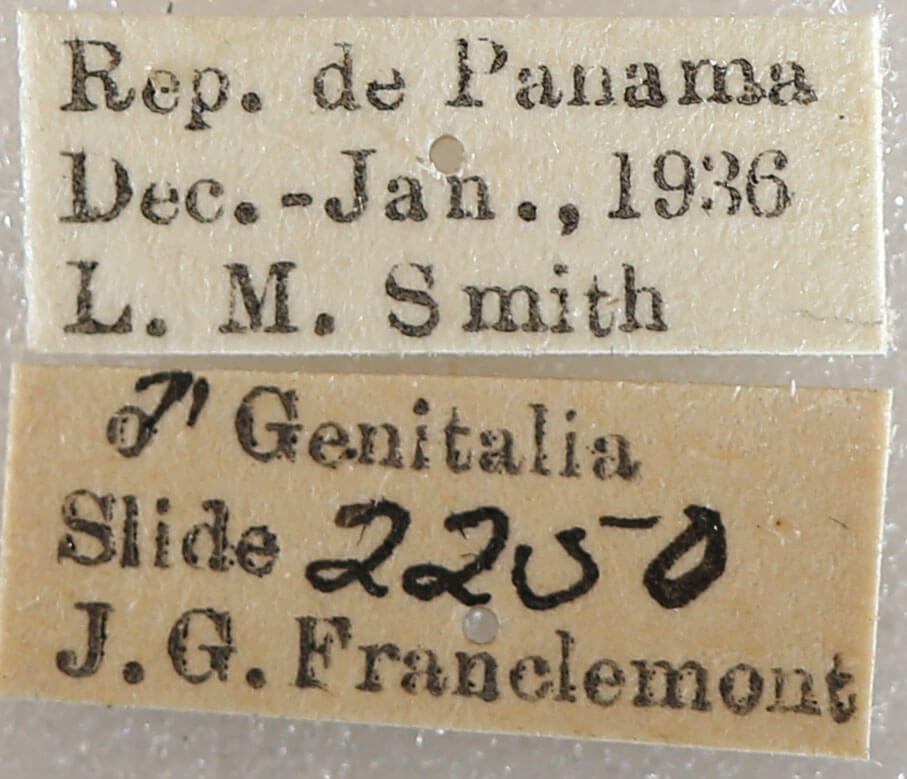 Rep. de Panama
Dec.-Jan., 1936
L. M. Smith
♂ Genitalia
Slide 2250
J. G. Franclemont